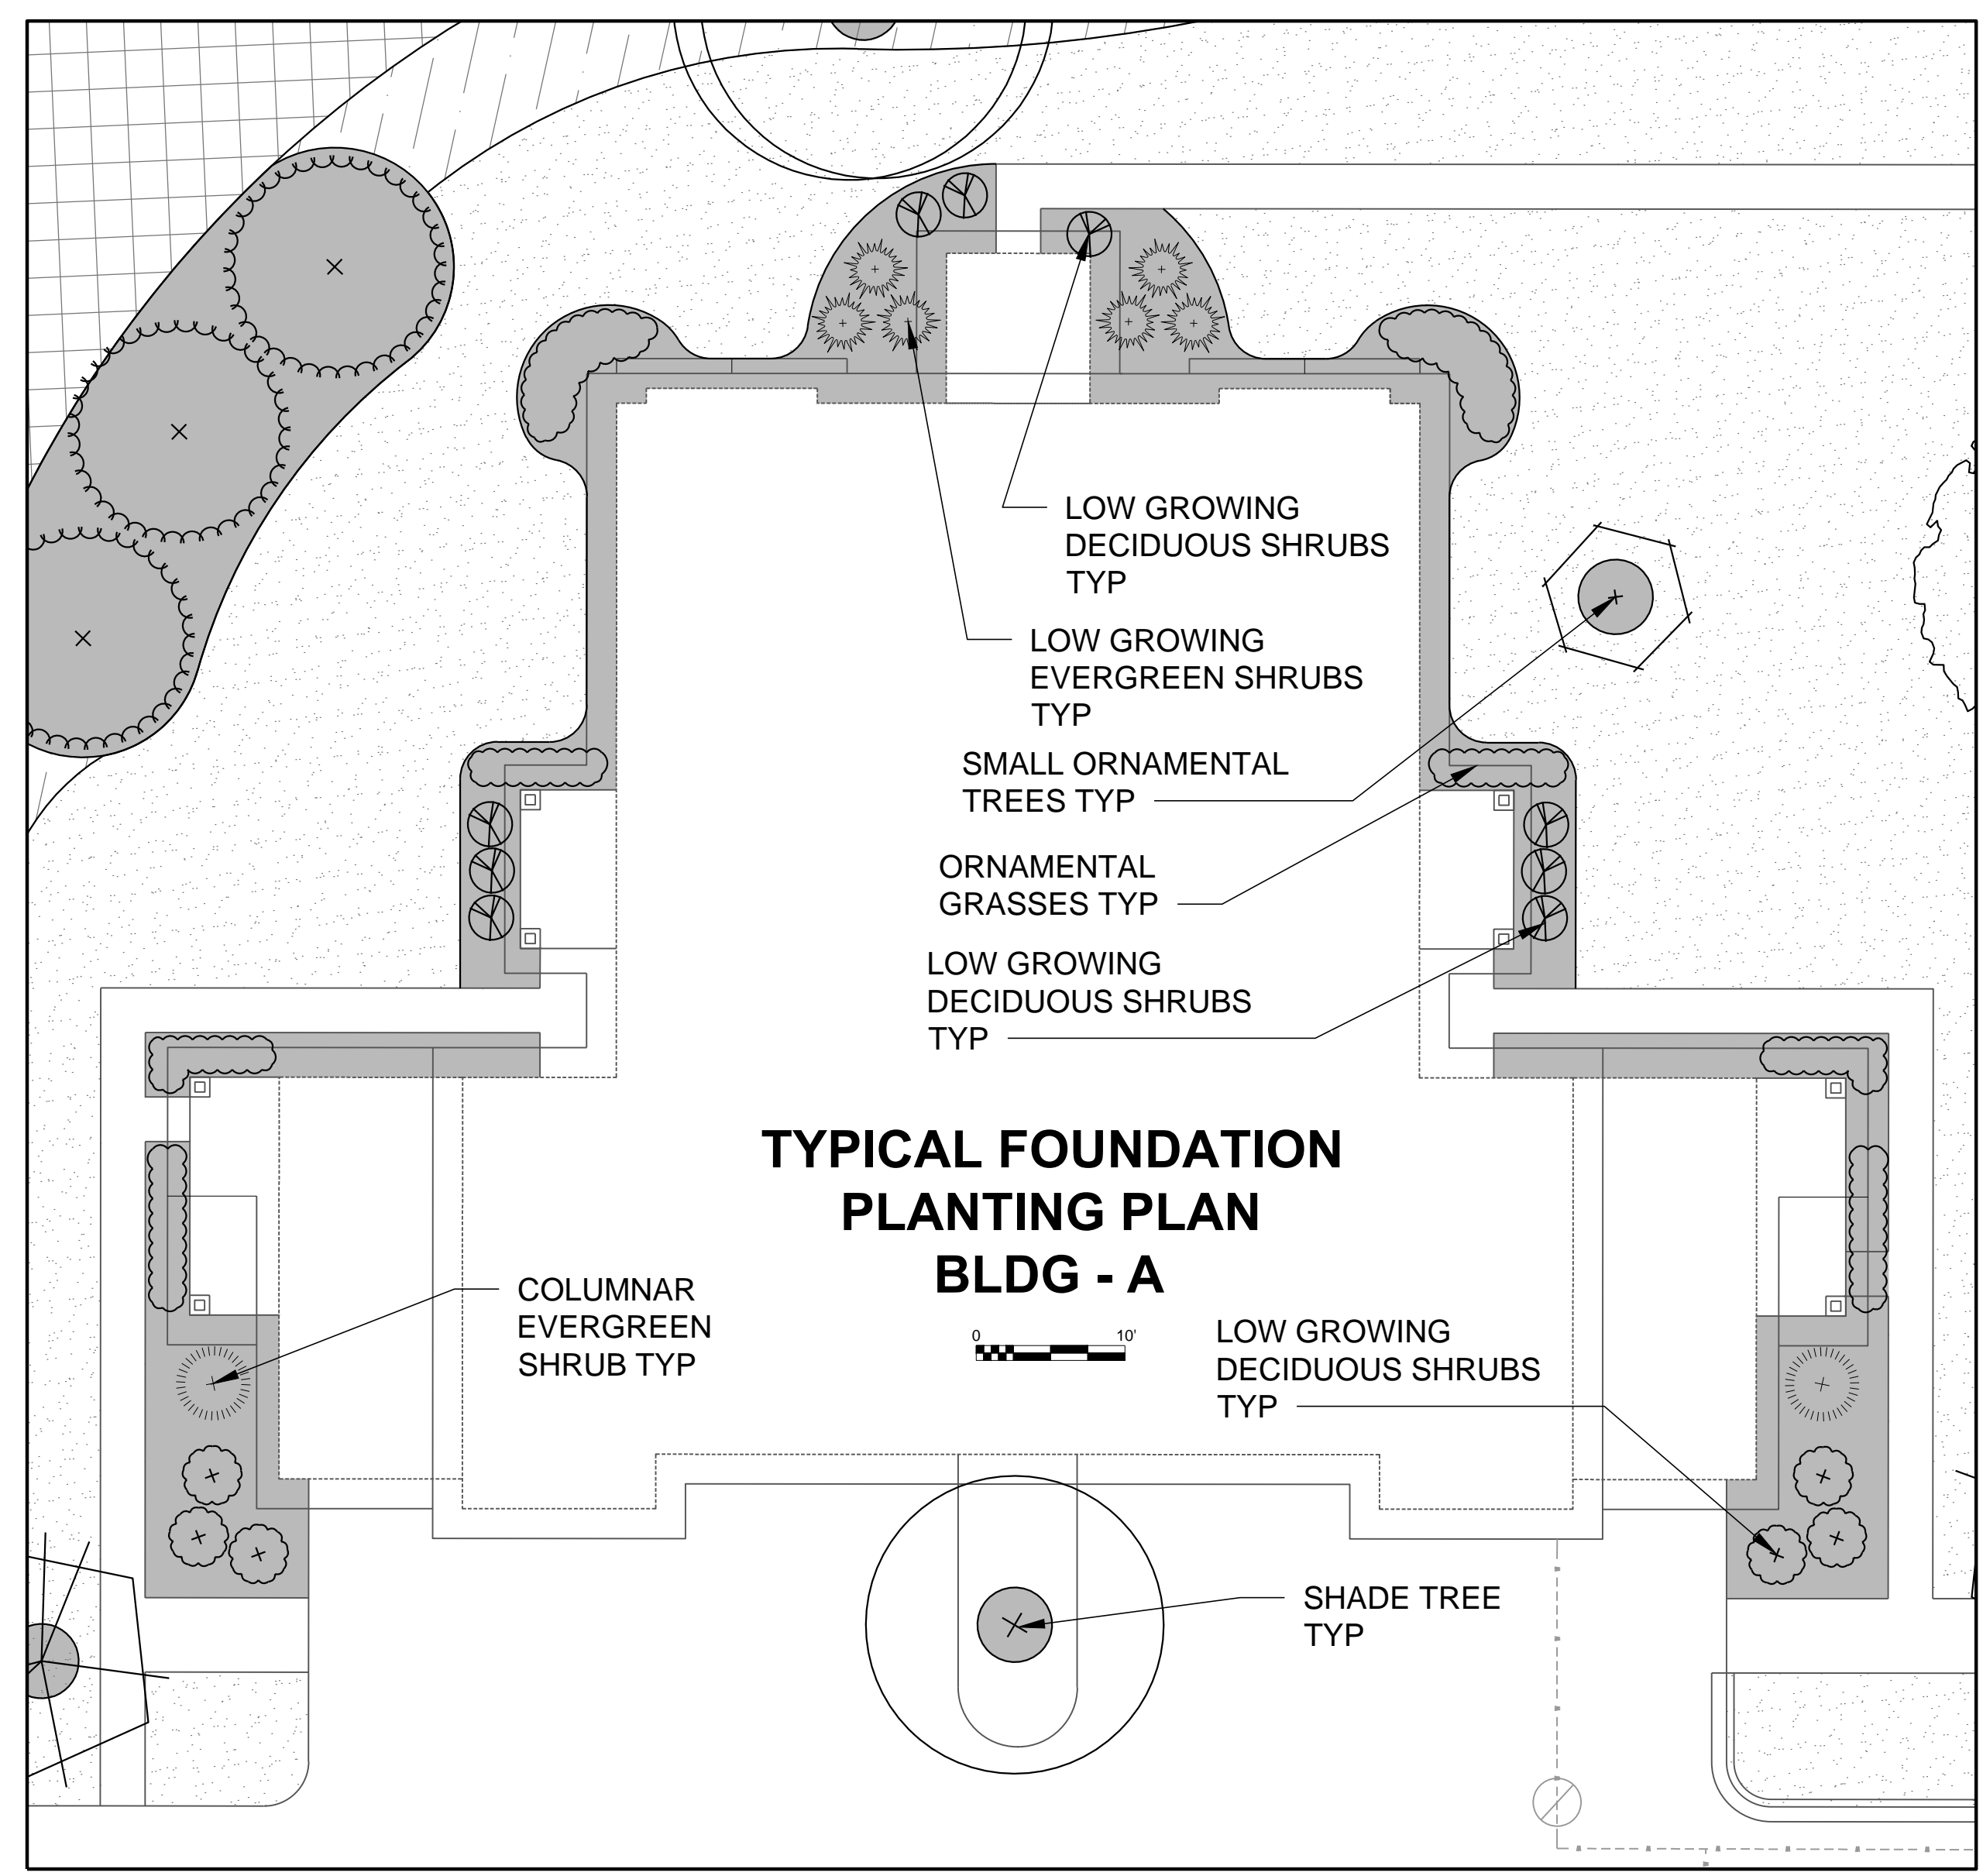 LOW GROWING
DECIDUOUS SHRUBS
TYP
LOW GROWING
EVERGREEN SHRUBS
TYP
SMALL ORNAMENTAL
TREES TYP
ORNAMENTAL
GRASSES TYP
LOW GROWING
DECIDUOUS SHRUBS
TYP
TYPICAL FOUNDATION
PLANTING PLAN
BLDG - A
0 10'
COLUMNAR
EVERGREEN
SHRUB TYP
LOW GROWING
DECIDUOUS SHRUBS
TYP
SHADE TREE
TYP